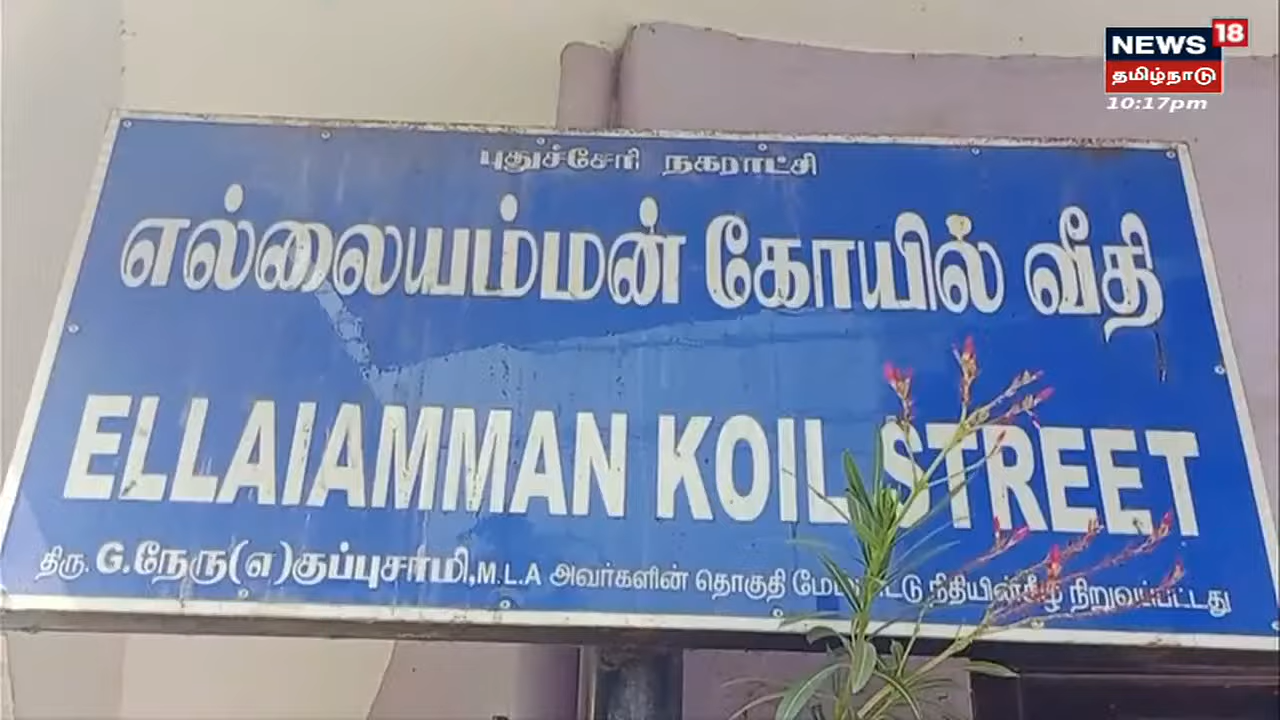 NEWS 18
தமிழ்நாடு
10:17pm
புதுச்சேரி நகராட்சி
எல்லையம்மன் கோயில் வீதி
ELLAIAMMAN KOIL STREET
திரு. G.நேரு(எ)குப்புசாமி,M.L.A அவர்களின் தொகுதி மேம்பாட்டு நிதியின்கீழ் நிறுவப்பட்டது